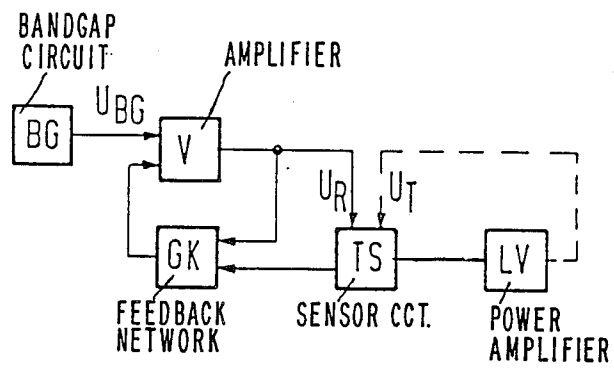 BANDGAP
CIRCUIT
AMPLIFIER
U_BG
BG
V
U_R
U_T
GK
TS
LV
FEEDBACK
NETWORK
SENSOR CCT.
POWER
AMPLIFIER